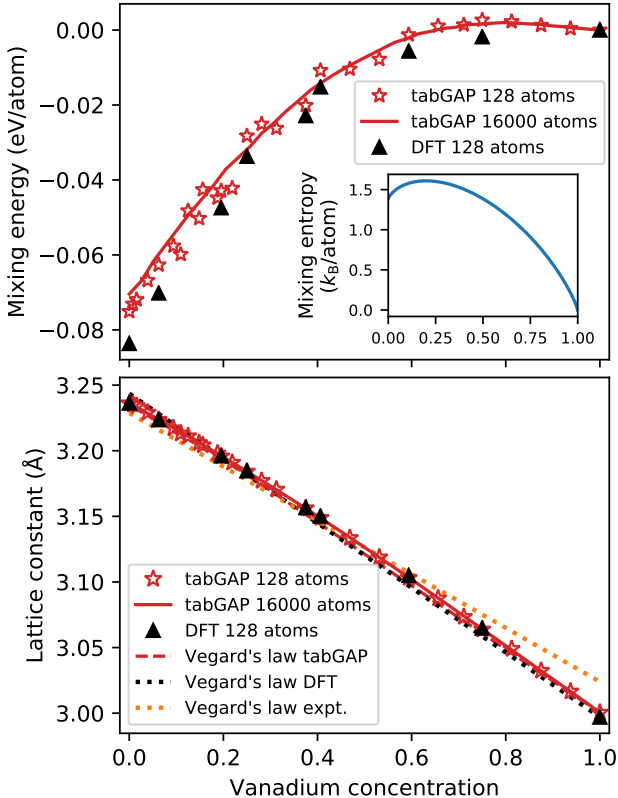 0.00
−0.02
−0.04
−0.06
−0.08
Mixing energy (eV/atom)
tabGAP 128 atoms
tabGAP 16000 atoms
DFT 128 atoms
Mixing entropy
(kB/atom)
1.5
1.0
0.5
0.0
0.00 0.25 0.50 0.75 1.00
3.25
3.20
3.15
3.10
3.05
3.00
Lattice constant (Å)
tabGAP 128 atoms
tabGAP 16000 atoms
DFT 128 atoms
Vegard's law tabGAP
Vegard's law DFT
Vegard's law expt.
0.0 0.2 0.4 0.6 0.8 1.0
Vanadium concentration